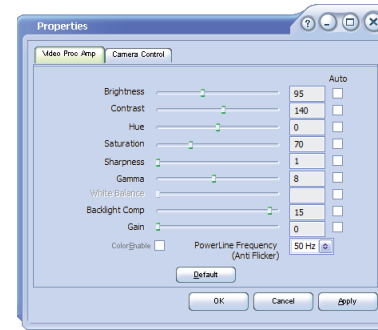 Properties
Video Proc Amp
Camera Control
Auto
Brightness 95
Contrast 140
Hue 0
Saturation 70
Sharpness 1
Gamma 8
White Balance
Backlight Comp 15
Gain 0
ColorEnable
PowerLine Frequency 50 Hz
(Anti Flicker)
Default
OK Cancel Apply